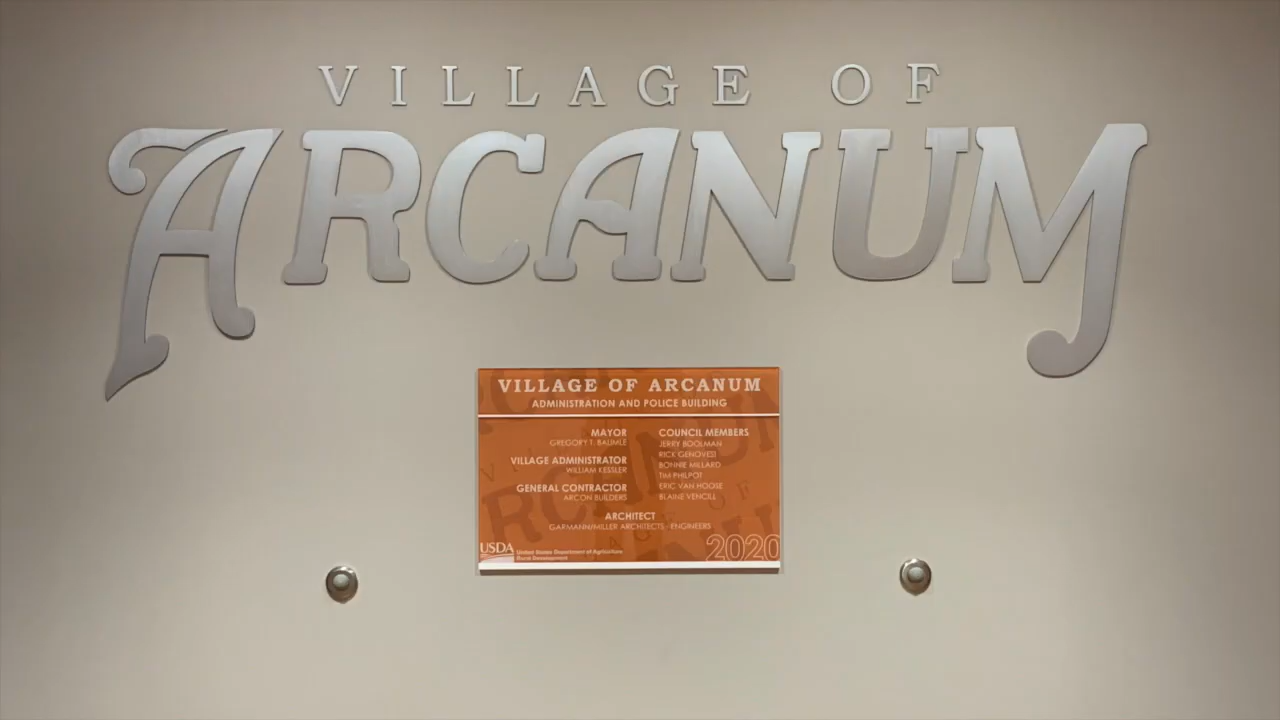 VILLAGE OF
ARCANUM
VILLAGE OF ARCANUM
ADMINISTRATION AND POLICE BUILDING
MAYOR
GREGORY T. BAUMLE
VILLAGE ADMINISTRATOR
WILLIAM KESSLER
GENERAL CONTRACTOR
ARCON BUILDERS
COUNCIL MEMBERS
JERRY BOOLMAN
RICK GENOVESI
BONNIE MILLARD
TIM PHILPOT
ERIC VAN HOOSE
BLAINE VENCILL
ARCHITECT
GARMANN/MILLER ARCHITECTS - ENGINEERS
USDA
United States Department of Agriculture
Rural Development
2020